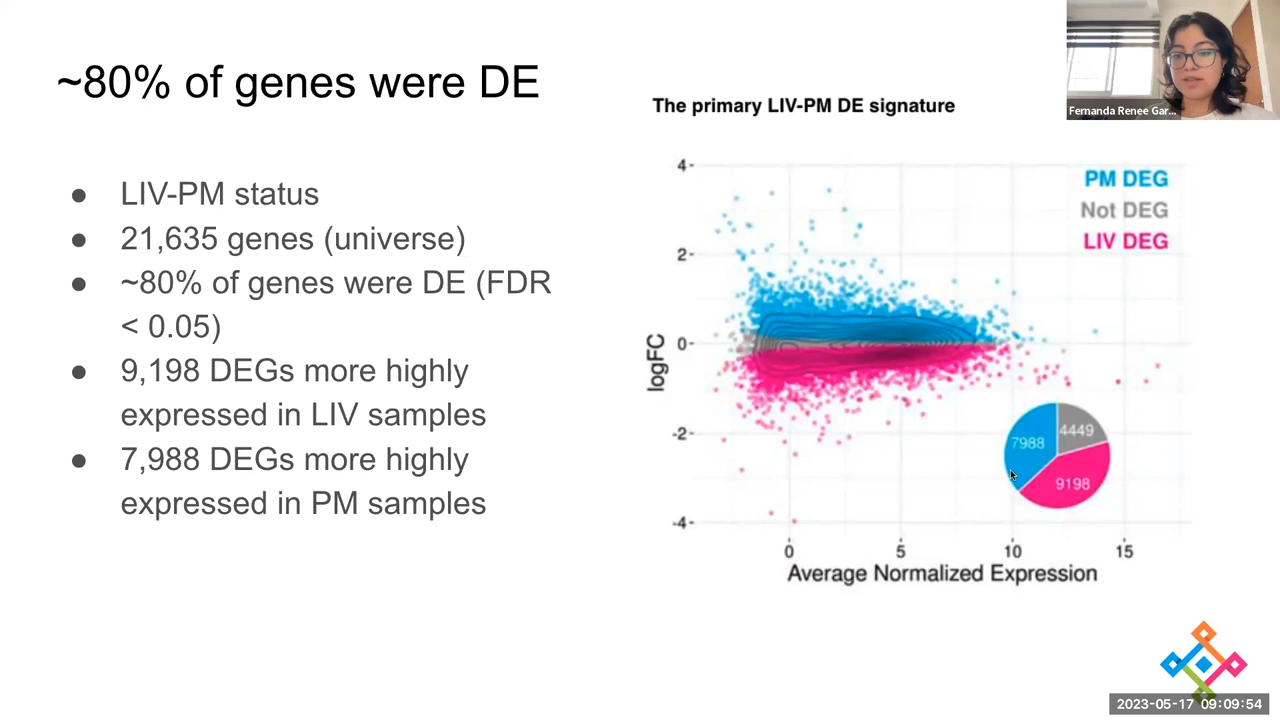 ~80% of genes were DE
● LIV-PM status
● 21,635 genes (universe)
● ~80% of genes were DE (FDR
< 0.05)
● 9,198 DEGs more highly
expressed in LIV samples
● 7,988 DEGs more highly
expressed in PM samples
The primary LIV-PM DE signature
PM DEG
Not DEG
LIV DEG
4
2
0
-2
-4
logFC
7988
4449
9198
0 5 10 15
Average Normalized Expression
Fernanda Renee Gar...
2023-05-17 09:09:54